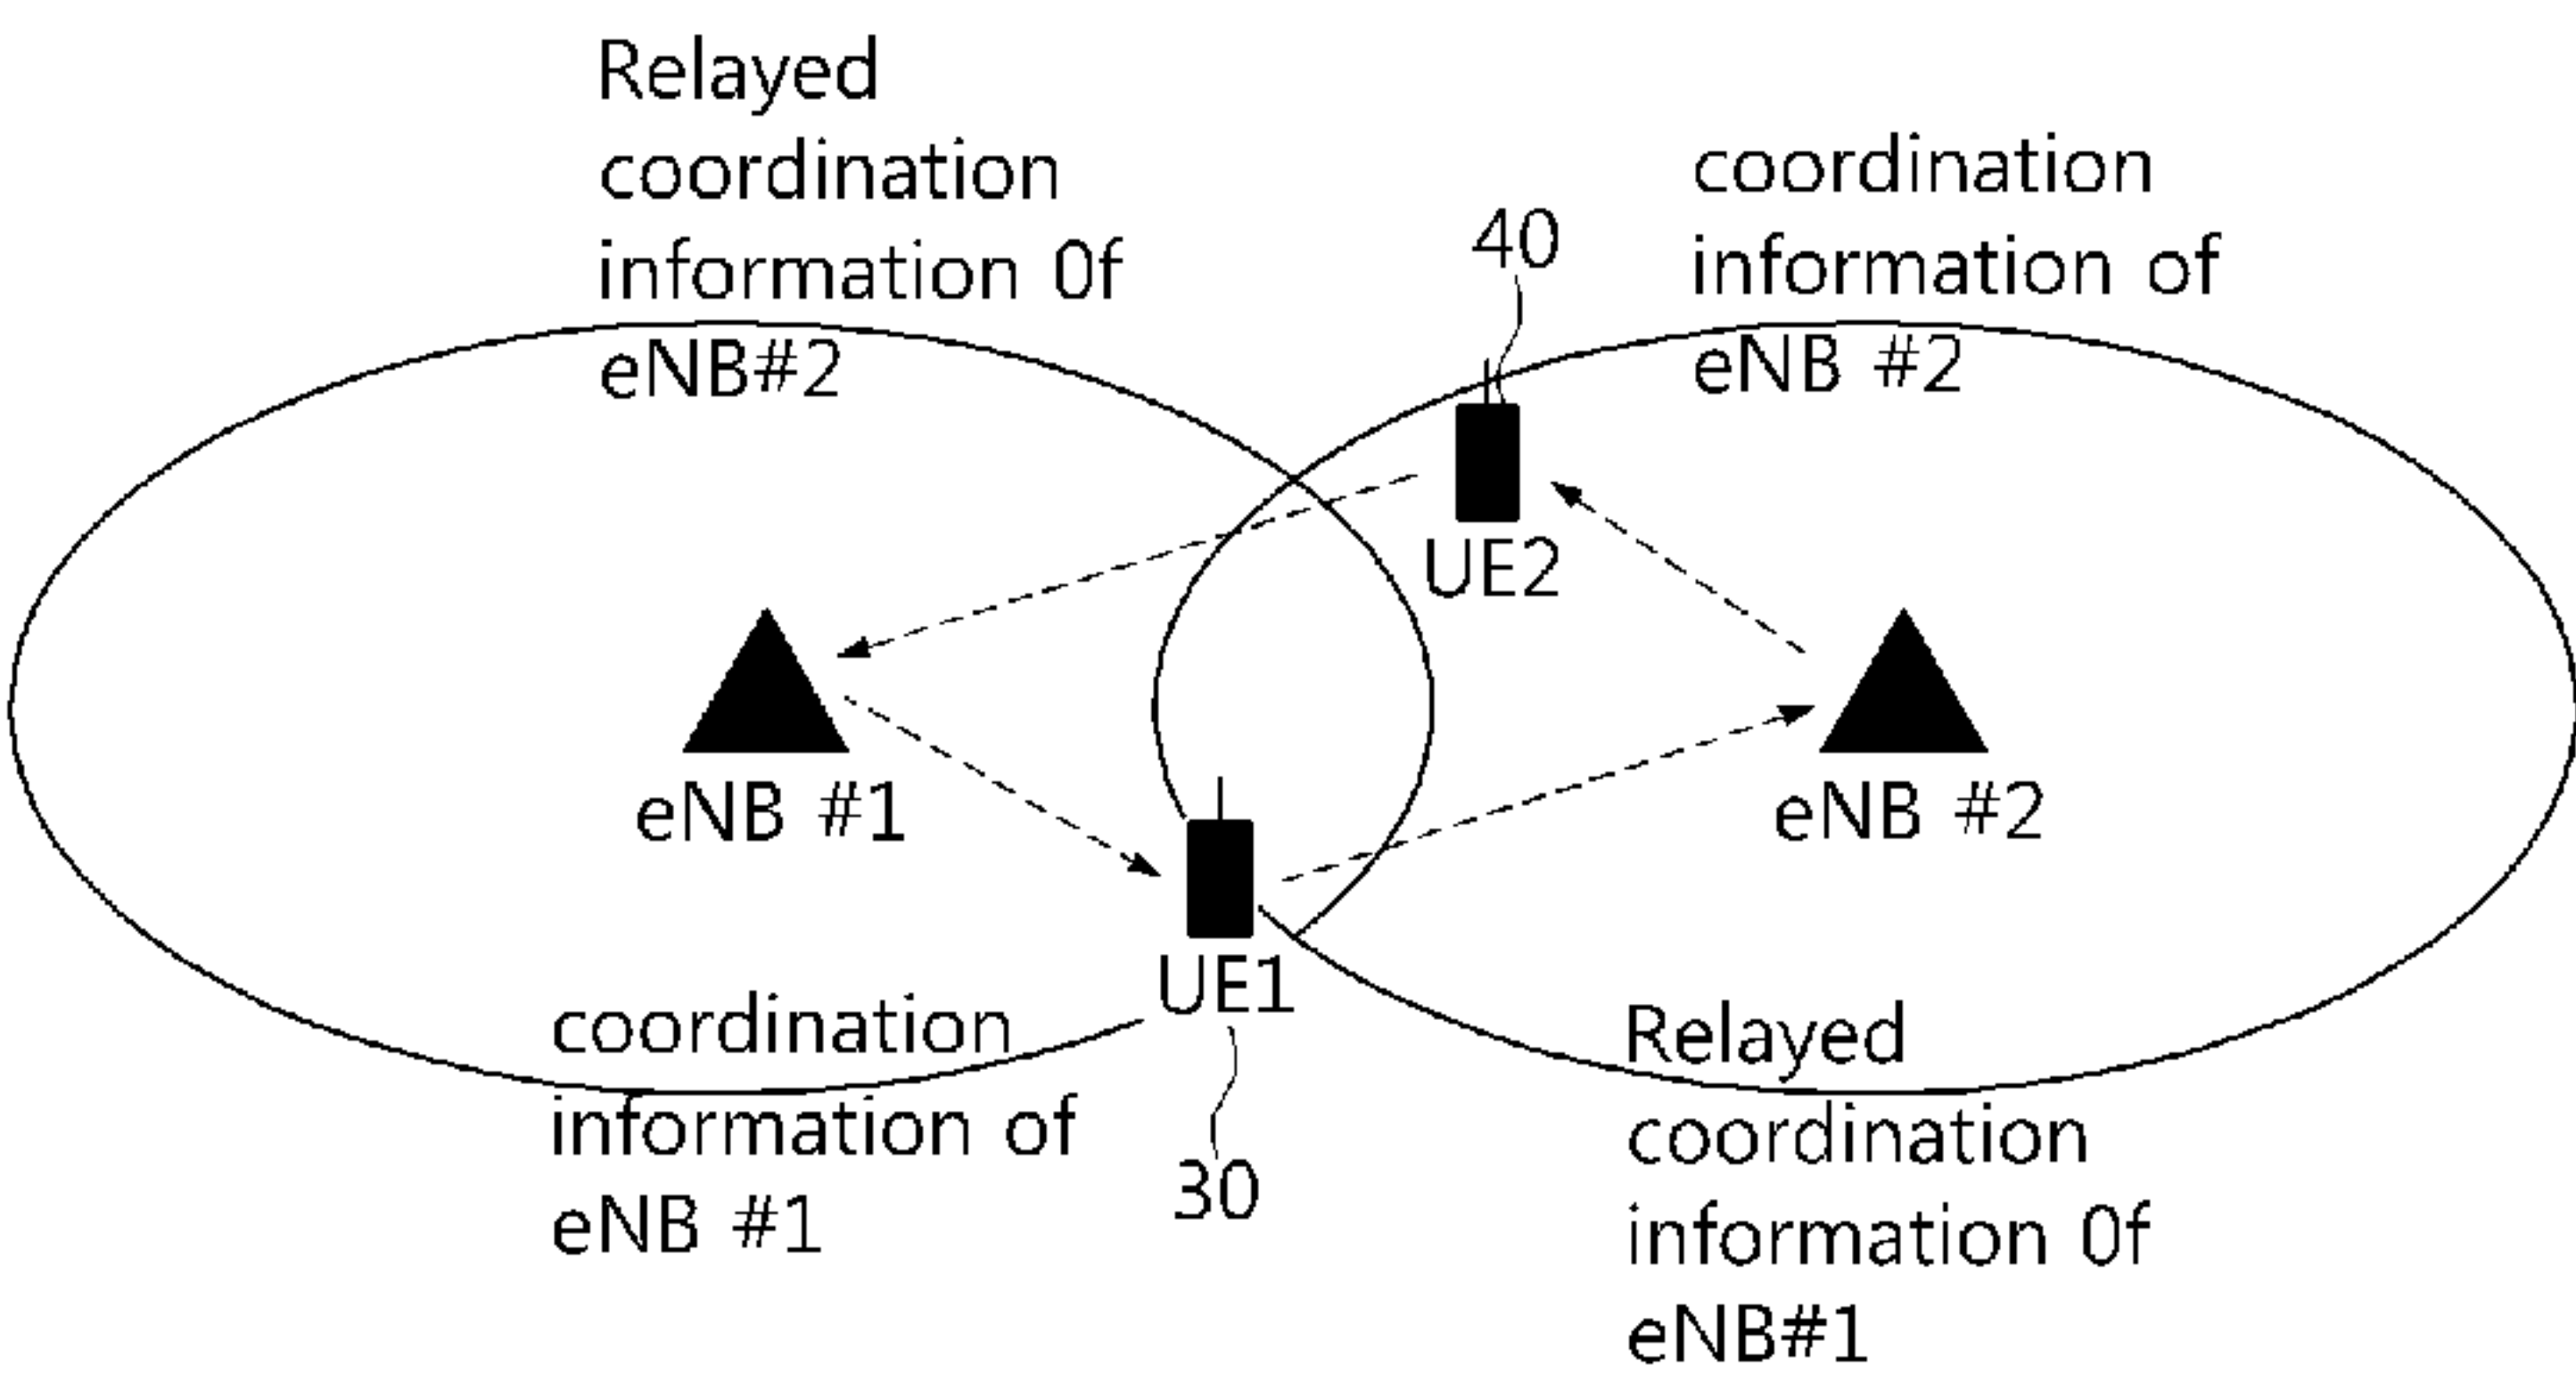 Relayed
coordination
information 0f
eNB#2
coordination
information of
eNB #2
40
UE2
eNB #1
eNB #2
UE1
30
coordination
information of
eNB #1
Relayed
coordination
information 0f
eNB#1